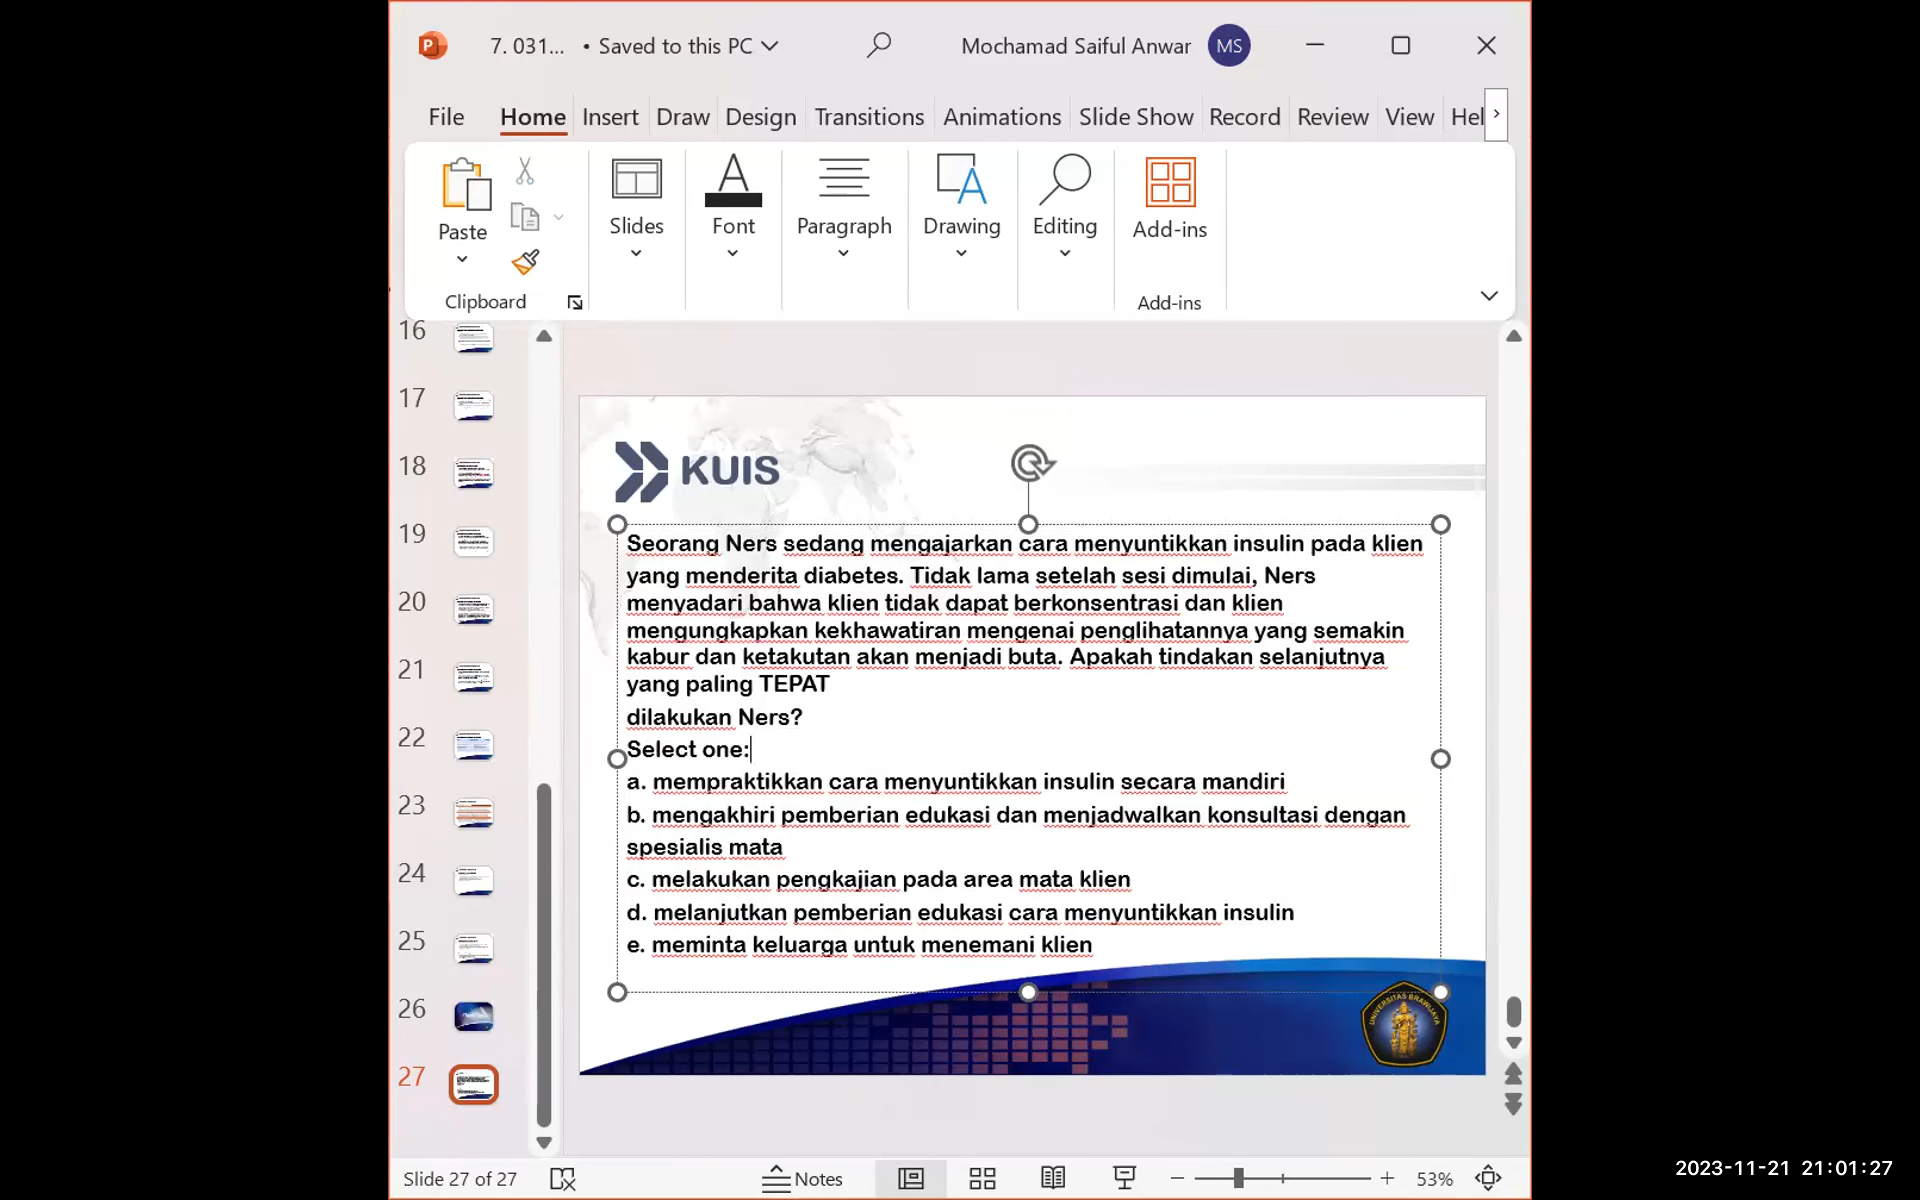 7. 031... • Saved to this PC
Mochamad Saiful Anwar MS
File Home Insert Draw Design Transitions Animations Slide Show Record Review View Hel
Paste
Slides
Font
Paragraph
Drawing
Editing
Add-ins
Clipboard
Add-ins
16
17
18
19
20
21
22
23
24
25
26
27
KUIS
Seorang Ners sedang mengajarkan cara menyuntikkan insulin pada klien
yang menderita diabetes. Tidak lama setelah sesi dimulai, Ners
menyadari bahwa klien tidak dapat berkonsentrasi dan klien
mengungkapkan kekhawatiran mengenai penglihatannya yang semakin
kabur dan ketakutan akan menjadi buta. Apakah tindakan selanjutnya
yang paling TEPAT
dilakukan Ners?
Select one:
a. mempraktikkan cara menyuntikkan insulin secara mandiri
b. mengakhiri pemberian edukasi dan menjadwalkan konsultasi dengan
spesialis mata
c. melakukan pengkajian pada area mata klien
d. melanjutkan pemberian edukasi cara menyuntikkan insulin
e. meminta keluarga untuk menemani klien
UNIVERSITAS BRAWIJAYA
Slide 27 of 27
Notes
53%
2023-11-21 21:01:27